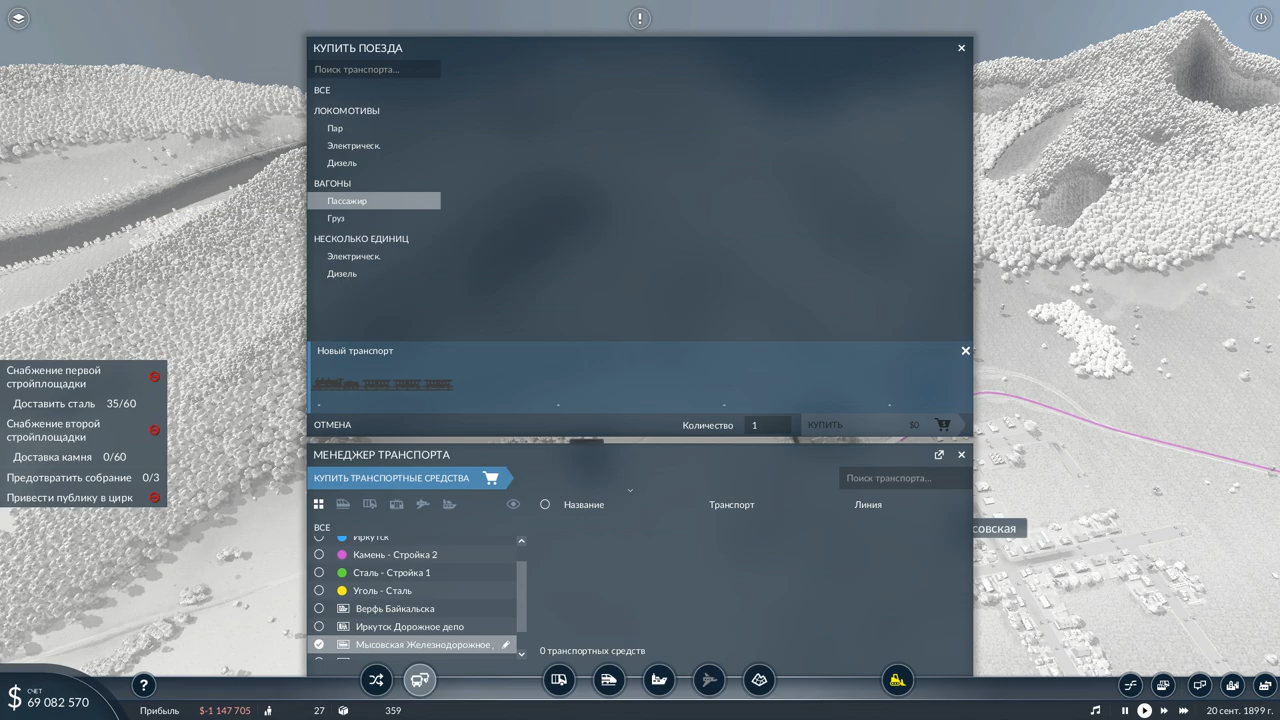 КУПИТЬ ПОЕЗДА
Поиск транспорта...
ВСЕ
ЛОКОМОТИВЫ
Пар
Электрическ.
Дизель
ВАГОНЫ
Пассажир
Груз
НЕСКОЛЬКО ЕДИНИЦ
Электрическ.
Дизель
Новый транспорт
- - - -
ОТМЕНА
Количество 1
КУПИТЬ $0
Снабжение первой
стройплощадки
Доставить сталь 35/60
Снабжение второй
стройплощадки
Доставка камня 0/60
Предотвратить собрание 0/3
Привести публику в цирк
МЕНЕДЖЕР ТРАНСПОРТА
КУПИТЬ ТРАНСПОРТНЫЕ СРЕДСТВА
Поиск транспорта...
Название Транспорт Линия
ВСЕ
Иркутск
Камень - Стройка 2
Сталь - Стройка 1
Уголь - Сталь
Верфь Байкальска
Иркутск Дорожное депо
Мысовская Железнодорожное
0 транспортных средств
совская
$ СЧЕТ
69 082 570
?
Прибыль $-1 147 705 27 359
20 сент. 1899 г.